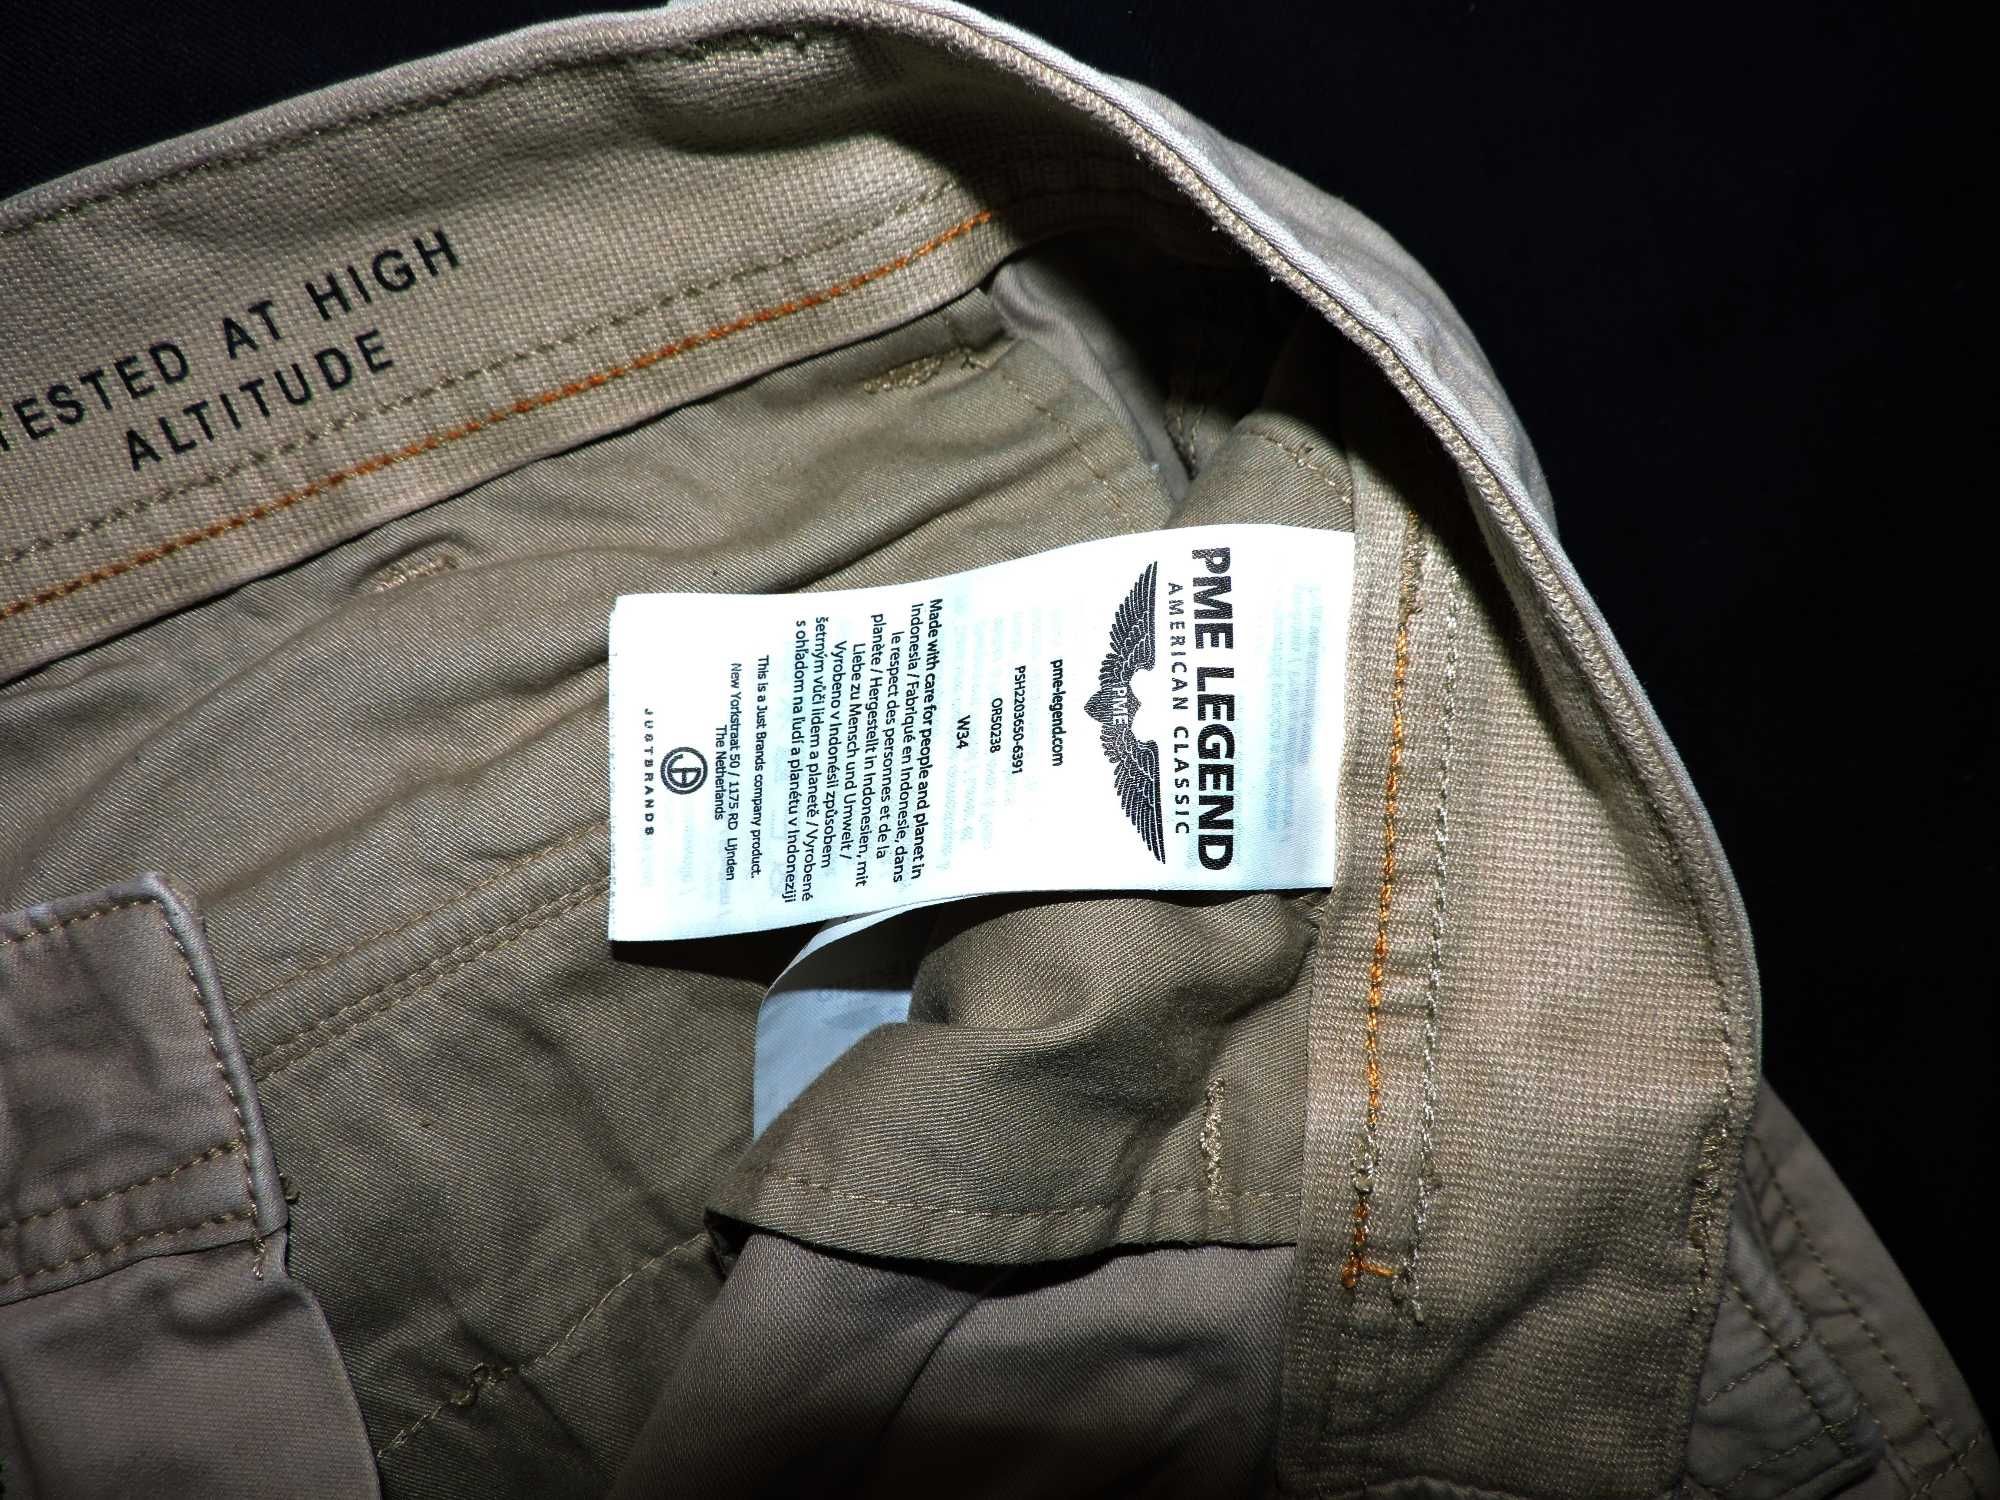 TESTED AT HIGH
ALTITUDE
PME LEGEND
AMERICAN CLASSIC
PME
pme-legend.com
PSH2203650-6391
OR50238
W34
Made with care for people and planet in
Indonesia / Fabriqué en Indonesie, dans
le respect des personnes et de la
planète / Hergestellt in Indonesien, mit
Liebe zu Mensch und Umwelt /
Vyrobeno v Indonésii způsobem
šetrným vůči lidem a planetě / Vyrobené
s ohľadom na ľudí a planétu v Indonezíji
This is a Just Brands company product.
New Yorkstraat 50 / 1175 RD Lijnden
The Netherlands
JUSTBRANDS